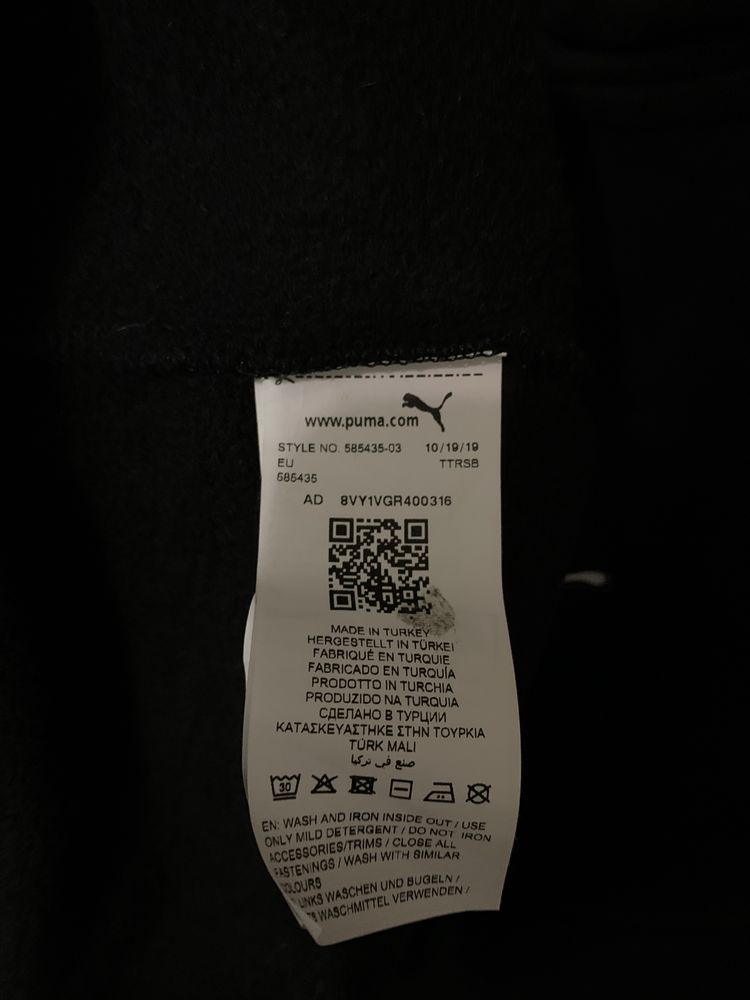 www.puma.com
STYLE NO. 585435-03 10/19/19
EU TTRSB
585435
AD 8VY1VGR400316
MADE IN TURKEY
HERGESTELLT IN TÜRKEI
FABRIQUÉ EN TURQUIE
FABRICADO EN TURQUÍA
PRODOTTO IN TURCHIA
PRODUZIDO NA TURQUIA
СДЕЛАНО В ТУРЦИИ
ΚΑΤΑΣΚΕΥΑΣΤΗΚΕ ΣΤΗΝ ΤΟΥΡΚΙΑ
TÜRK MALI
صنع في تركيا
30
EN: WASH AND IRON INSIDE OUT / USE
ONLY MILD DETERGENT / DO NOT IRON
ACCESSORIES/TRIMS / CLOSE ALL
FASTENINGS / WASH WITH SIMILAR
COLOURS
LINKS WASCHEN UND BÜGELN /
WASCHMITTEL VERWENDEN /